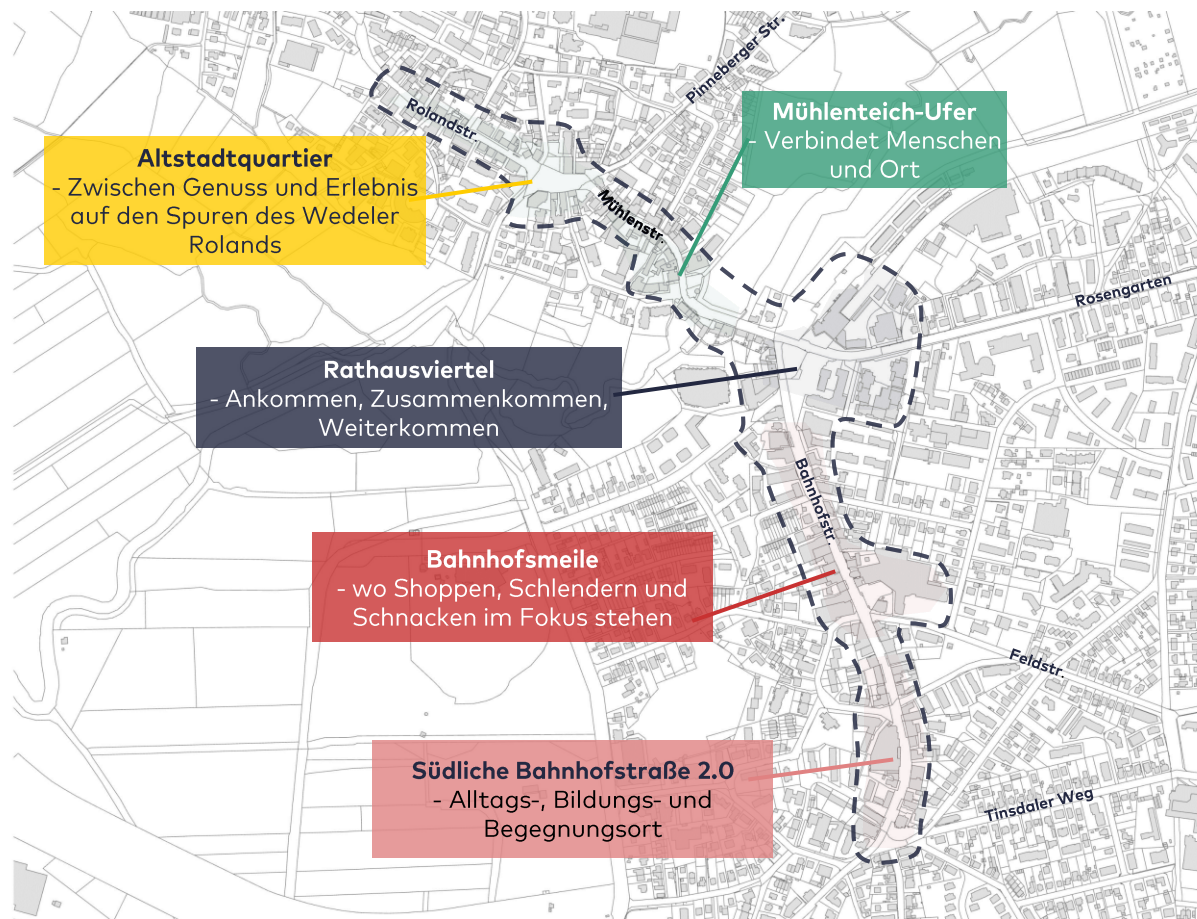 Pinneberger Str.
Rolandstr.
Mühlenteich-Ufer
- Verbindet Menschen
und Ort
Altstadtquartier
- Zwischen Genuss und Erlebnis
auf den Spuren des Wedeler
Rolands
Mühlenstr.
Rosengarten
Rathausviertel
- Ankommen, Zusammenkommen,
Weiterkommen
Bahnhofstr.
Bahnhofsmeile
- wo Shoppen, Schlendern und
Schnacken im Fokus stehen
Feldstr.
Südliche Bahnhofstraße 2.0
- Alltags-, Bildungs- und
Begegnungsort
Tinsdaler Weg